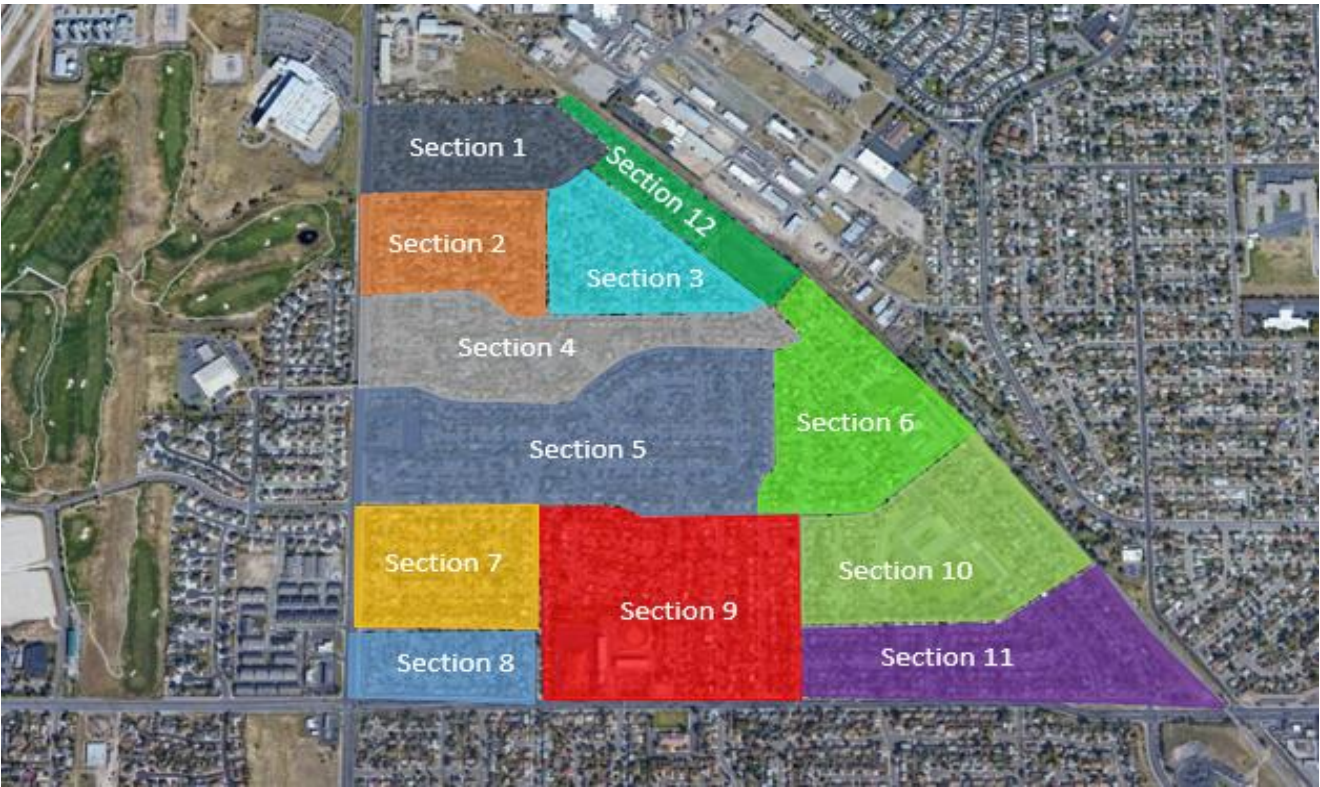 Section 1
Section 12
Section 2
Section 3
Section 4
Section 6
Section 5
Section 7
Section 10
Section 9
Section 8
Section 11